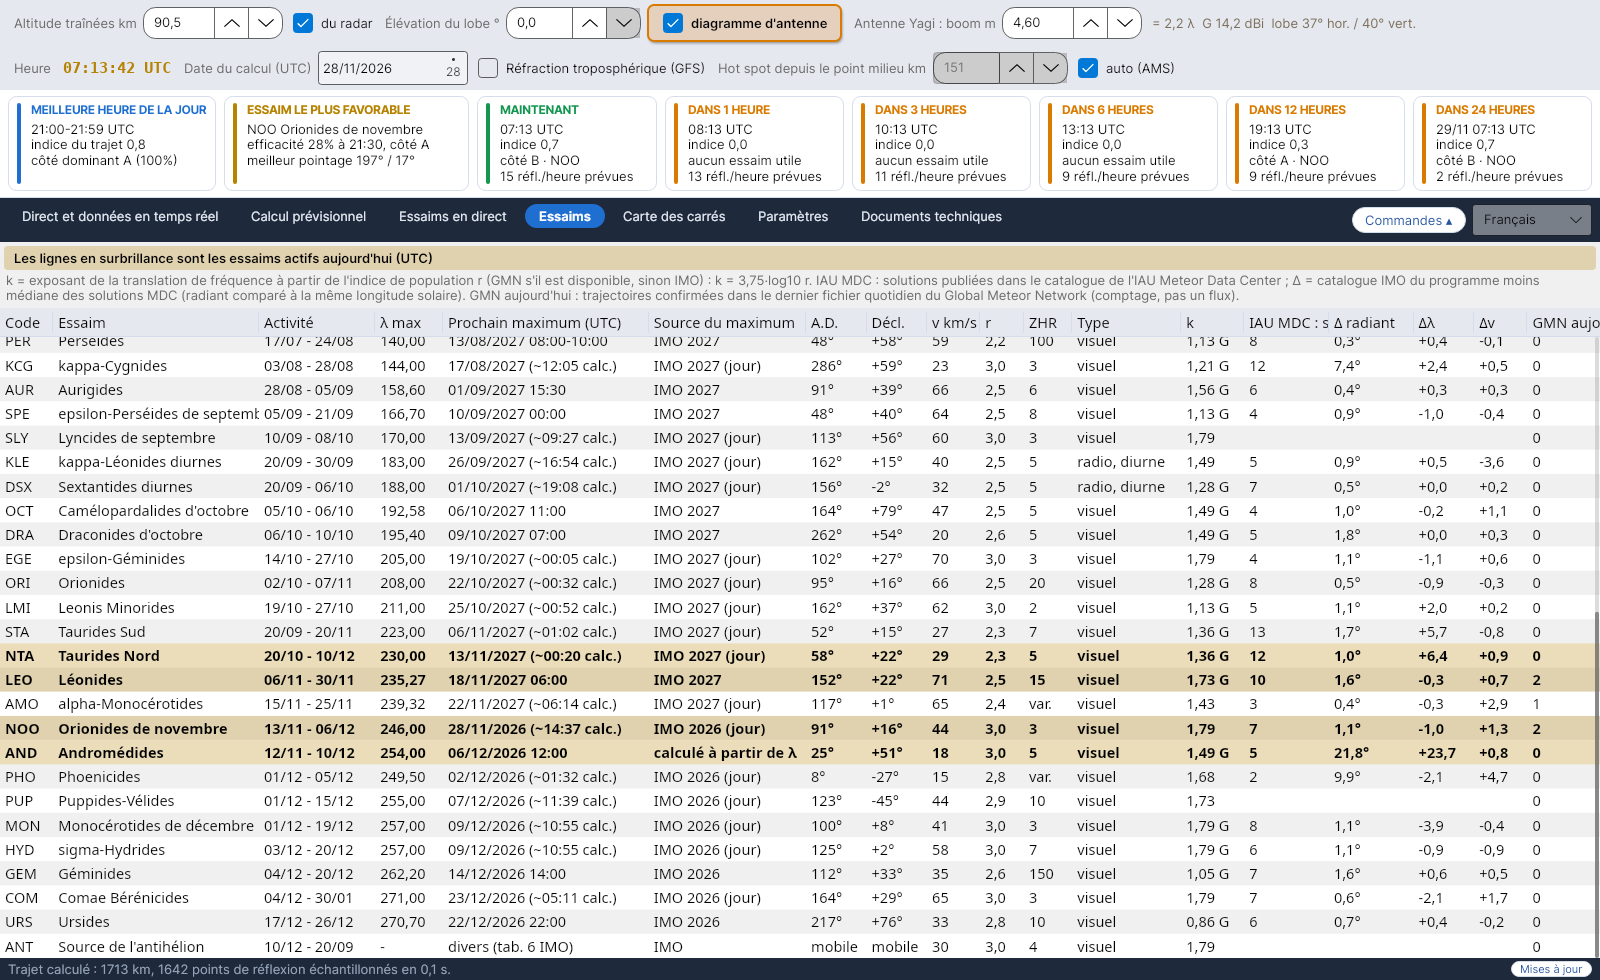 Altitude traînées km 90,5 du radar Élévation du lobe ° 0,0 diagramme d'antenne Antenne Yagi : boom m 4,60 = 2,2 λ G 14,2 dBi lobe 37° hor. / 40° vert.
Heure 07:13:42 UTC Date du calcul (UTC) 28/11/2026 28 Réfraction troposphérique (GFS) Hot spot depuis le point milieu km 151 auto (AMS)
MEILLEURE HEURE DE LA JOUR
21:00-21:59 UTC
indice du trajet 0,8
côté dominant A (100%)
ESSAIM LE PLUS FAVORABLE
NOO Orionides de novembre
efficacité 28% à 21:30, côté A
meilleur pointage 197° / 17°
MAINTENANT
07:13 UTC
indice 0,7
côté B · NOO
15 réfl./heure prévues
DANS 1 HEURE
08:13 UTC
indice 0,0
aucun essaim utile
13 réfl./heure prévues
DANS 3 HEURES
10:13 UTC
indice 0,0
aucun essaim utile
11 réfl./heure prévues
DANS 6 HEURES
13:13 UTC
indice 0,0
aucun essaim utile
9 réfl./heure prévues
DANS 12 HEURES
19:13 UTC
indice 0,3
côté A · NOO
9 réfl./heure prévues
DANS 24 HEURES
29/11 07:13 UTC
indice 0,7
côté B · NOO
2 réfl./heure prévues
Direct et données en temps réel Calcul prévisionnel Essaims en direct Essaims Carte des carrés Paramètres Documents techniques Commandes ▴ Français
Les lignes en surbrillance sont les essaims actifs aujourd'hui (UTC)
k = exposant de la translation de fréquence à partir de l'indice de population r (GMN s'il est disponible, sinon IMO) : k = 3,75·log10 r. IAU MDC : solutions publiées dans le catalogue de l'IAU Meteor Data Center ; Δ = catalogue IMO du programme moins
médiane des solutions MDC (radiant comparé à la même longitude solaire). GMN aujourd'hui : trajectoires confirmées dans le dernier fichier quotidien du Global Meteor Network (comptage, pas un flux).
Code Essaim Activité λ max Prochain maximum (UTC) Source du maximum A.D. Décl. v km/s r ZHR Type k IAU MDC : s Δ radiant Δλ Δv GMN aujo
PER Perséides 17/07 - 24/08 140,00 13/08/2027 08:00-10:00 IMO 2027 48° +58° 59 2,2 100 visuel 1,13 G 8 0,3° +0,4 -0,1 0
KCG kappa-Cygnides 03/08 - 28/08 144,00 17/08/2027 (~12:05 calc.) IMO 2027 (jour) 286° +59° 23 3,0 3 visuel 1,21 G 12 7,4° +2,4 +0,5 0
AUR Aurigides 28/08 - 05/09 158,60 01/09/2027 15:30 IMO 2027 91° +39° 66 2,5 6 visuel 1,56 G 6 0,4° +0,3 +0,3 0
SPE epsilon-Perséides de septemb 05/09 - 21/09 166,70 10/09/2027 00:00 IMO 2027 48° +40° 64 2,5 8 visuel 1,13 G 4 0,9° -1,0 -0,4 0
SLY Lyncides de septembre 10/09 - 08/10 170,00 13/09/2027 (~09:27 calc.) IMO 2027 (jour) 113° +56° 60 3,0 3 visuel 1,79 0
KLE kappa-Léonides diurnes 20/09 - 30/09 183,00 26/09/2027 (~16:54 calc.) IMO 2027 (jour) 162° +15° 40 2,5 5 radio, diurne 1,49 5 0,9° +0,5 -3,6 0
DSX Sextantides diurnes 20/09 - 06/10 188,00 01/10/2027 (~19:08 calc.) IMO 2027 (jour) 156° -2° 32 2,5 5 radio, diurne 1,28 G 7 0,5° +0,0 +0,2 0
OCT Camélopardalides d'octobre 05/10 - 06/10 192,58 06/10/2027 11:00 IMO 2027 164° +79° 47 2,5 5 visuel 1,49 G 4 1,0° -0,2 +1,1 0
DRA Draconides d'octobre 06/10 - 10/10 195,40 09/10/2027 07:00 IMO 2027 262° +54° 20 2,6 5 visuel 1,49 G 5 1,8° +0,0 +0,3 0
EGE epsilon-Géminides 14/10 - 27/10 205,00 19/10/2027 (~00:05 calc.) IMO 2027 (jour) 102° +27° 70 3,0 3 visuel 1,79 4 1,1° -1,1 +0,6 0
ORI Orionides 02/10 - 07/11 208,00 22/10/2027 (~00:32 calc.) IMO 2027 (jour) 95° +16° 66 2,5 20 visuel 1,28 G 8 0,5° -0,9 -0,3 0
LMI Leonis Minorides 19/10 - 27/10 211,00 25/10/2027 (~00:52 calc.) IMO 2027 (jour) 162° +37° 62 3,0 2 visuel 1,13 G 5 1,1° +2,0 +0,2 0
STA Taurides Sud 20/09 - 20/11 223,00 06/11/2027 (~01:02 calc.) IMO 2027 (jour) 52° +15° 27 2,3 7 visuel 1,36 G 13 1,7° +5,7 -0,8 0
NTA Taurides Nord 20/10 - 10/12 230,00 13/11/2027 (~00:20 calc.) IMO 2027 (jour) 58° +22° 29 2,3 5 visuel 1,36 G 12 1,0° +6,4 +0,9 0
LEO Léonides 06/11 - 30/11 235,27 18/11/2027 06:00 IMO 2027 152° +22° 71 2,5 15 visuel 1,73 G 10 1,6° -0,3 +0,7 2
AMO alpha-Monocérotides 15/11 - 25/11 239,32 22/11/2027 (~06:14 calc.) IMO 2027 (jour) 117° +1° 65 2,4 var. visuel 1,43 3 0,4° -0,3 +2,9 1
NOO Orionides de novembre 13/11 - 06/12 246,00 28/11/2026 (~14:37 calc.) IMO 2026 (jour) 91° +16° 44 3,0 3 visuel 1,79 7 1,1° -1,0 +1,3 2
AND Andromédides 12/11 - 10/12 254,00 06/12/2026 12:00 calculé à partir de λ 25° +51° 18 3,0 5 visuel 1,49 G 5 21,8° +23,7 +0,8 0
PHO Phoenicides 01/12 - 05/12 249,50 02/12/2026 (~01:32 calc.) IMO 2026 (jour) 8° -27° 15 2,8 var. visuel 1,68 2 9,9° -2,1 +4,7 0
PUP Puppides-Vélides 01/12 - 15/12 255,00 07/12/2026 (~11:39 calc.) IMO 2026 (jour) 123° -45° 44 2,9 10 visuel 1,73 0
MON Monocérotides de décembre 01/12 - 19/12 257,00 09/12/2026 (~10:55 calc.) IMO 2026 (jour) 100° +8° 41 3,0 3 visuel 1,79 G 8 1,1° -3,9 -0,4 0
HYD sigma-Hydrides 03/12 - 20/12 257,00 09/12/2026 (~10:55 calc.) IMO 2026 (jour) 125° +2° 58 3,0 7 visuel 1,79 G 6 1,1° -0,9 -0,9 0
GEM Géminides 04/12 - 20/12 262,20 14/12/2026 14:00 IMO 2026 112° +33° 35 2,6 150 visuel 1,05 G 7 1,6° +0,6 +0,5 0
COM Comae Bérénicides 04/12 - 30/01 271,00 23/12/2026 (~05:11 calc.) IMO 2026 (jour) 164° +29° 65 3,0 3 visuel 1,79 7 0,6° -2,1 +1,7 0
URS Ursides 17/12 - 26/12 270,70 22/12/2026 22:00 IMO 2026 217° +76° 33 2,8 10 visuel 0,86 G 6 0,7° +0,4 -0,2 0
ANT Source de l'antihélion 10/12 - 20/09 - divers (tab. 6 IMO) IMO mobile mobile 30 3,0 4 visuel 1,79 0
Trajet calculé : 1713 km, 1642 points de réflexion échantillonnés en 0,1 s. Mises à jour